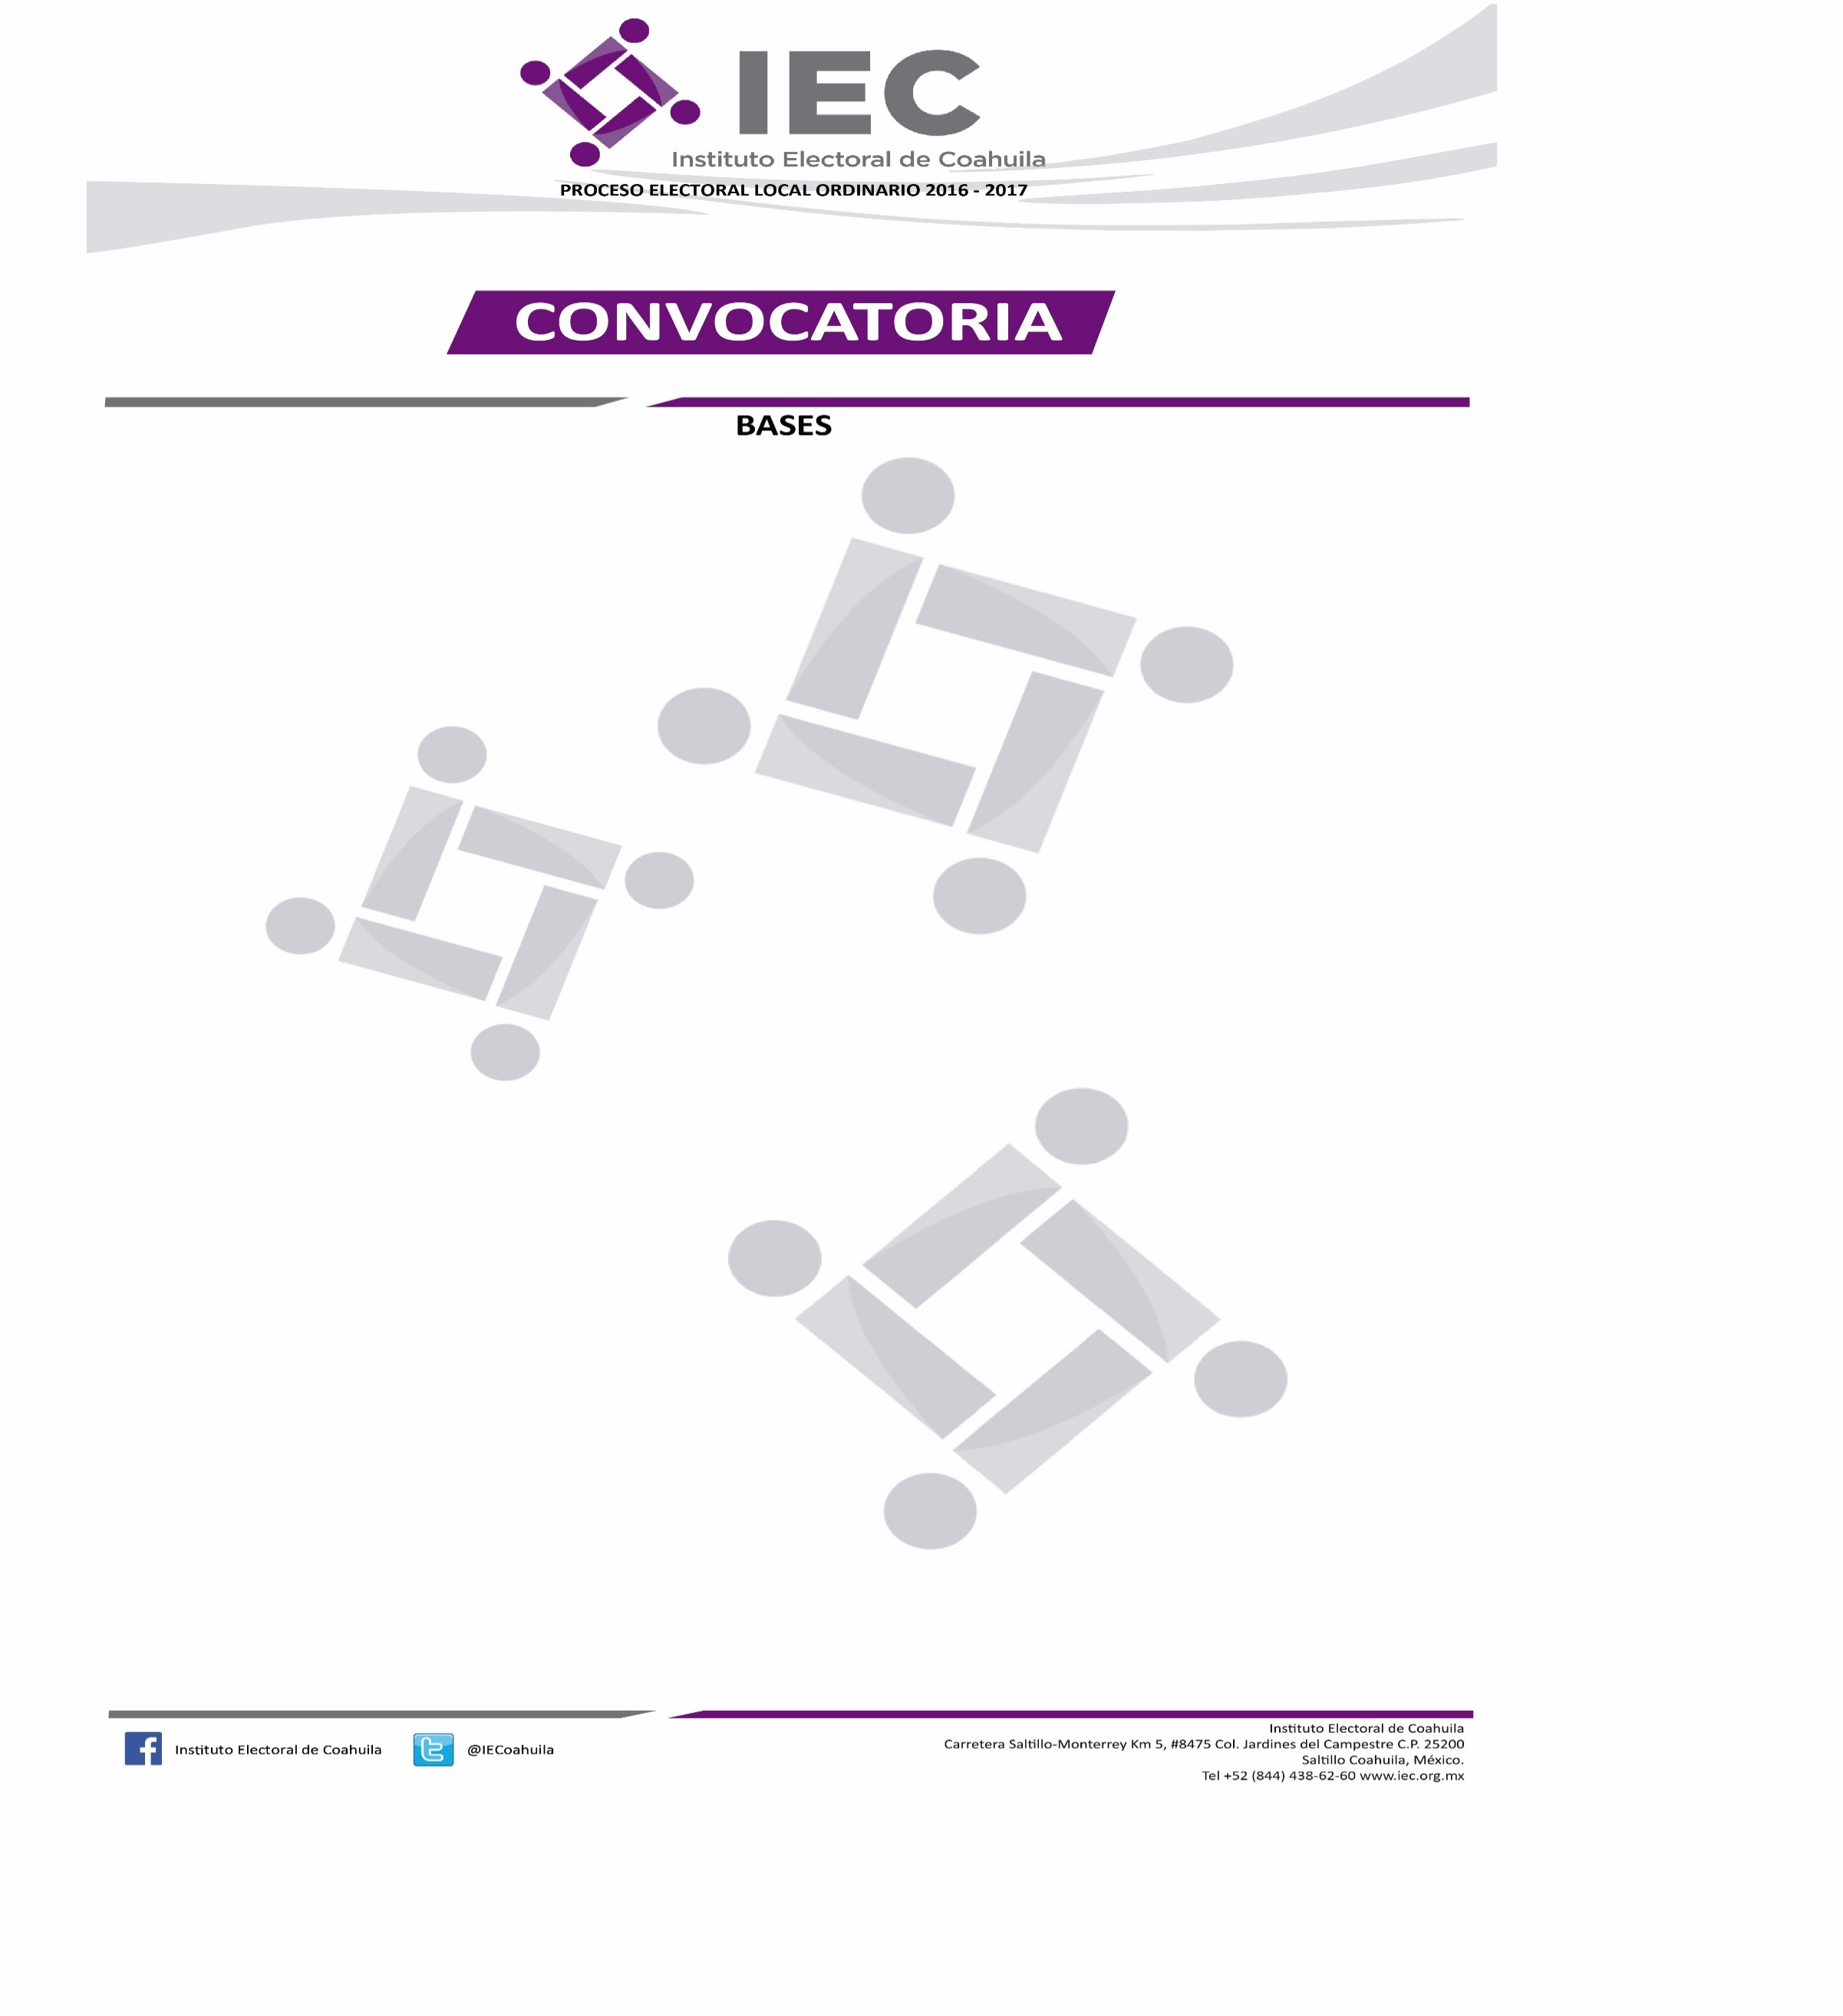 IEC
Instituto Electoral de Coahuila
PROCESO ELECTORAL LOCAL ORDINARIO 2016 - 2017
CONVOCATORIA
BASES
Instituto Electoral de Coahuila
@IECoahuila
Instituto Electoral de Coahuila
Carretera Saltillo-Monterrey Km 5, #8475 Col. Jardines del Campestre C.P. 25200
Saltillo Coahuila, México.
Tel +52 (844) 438-62-60 www.iec.org.mx